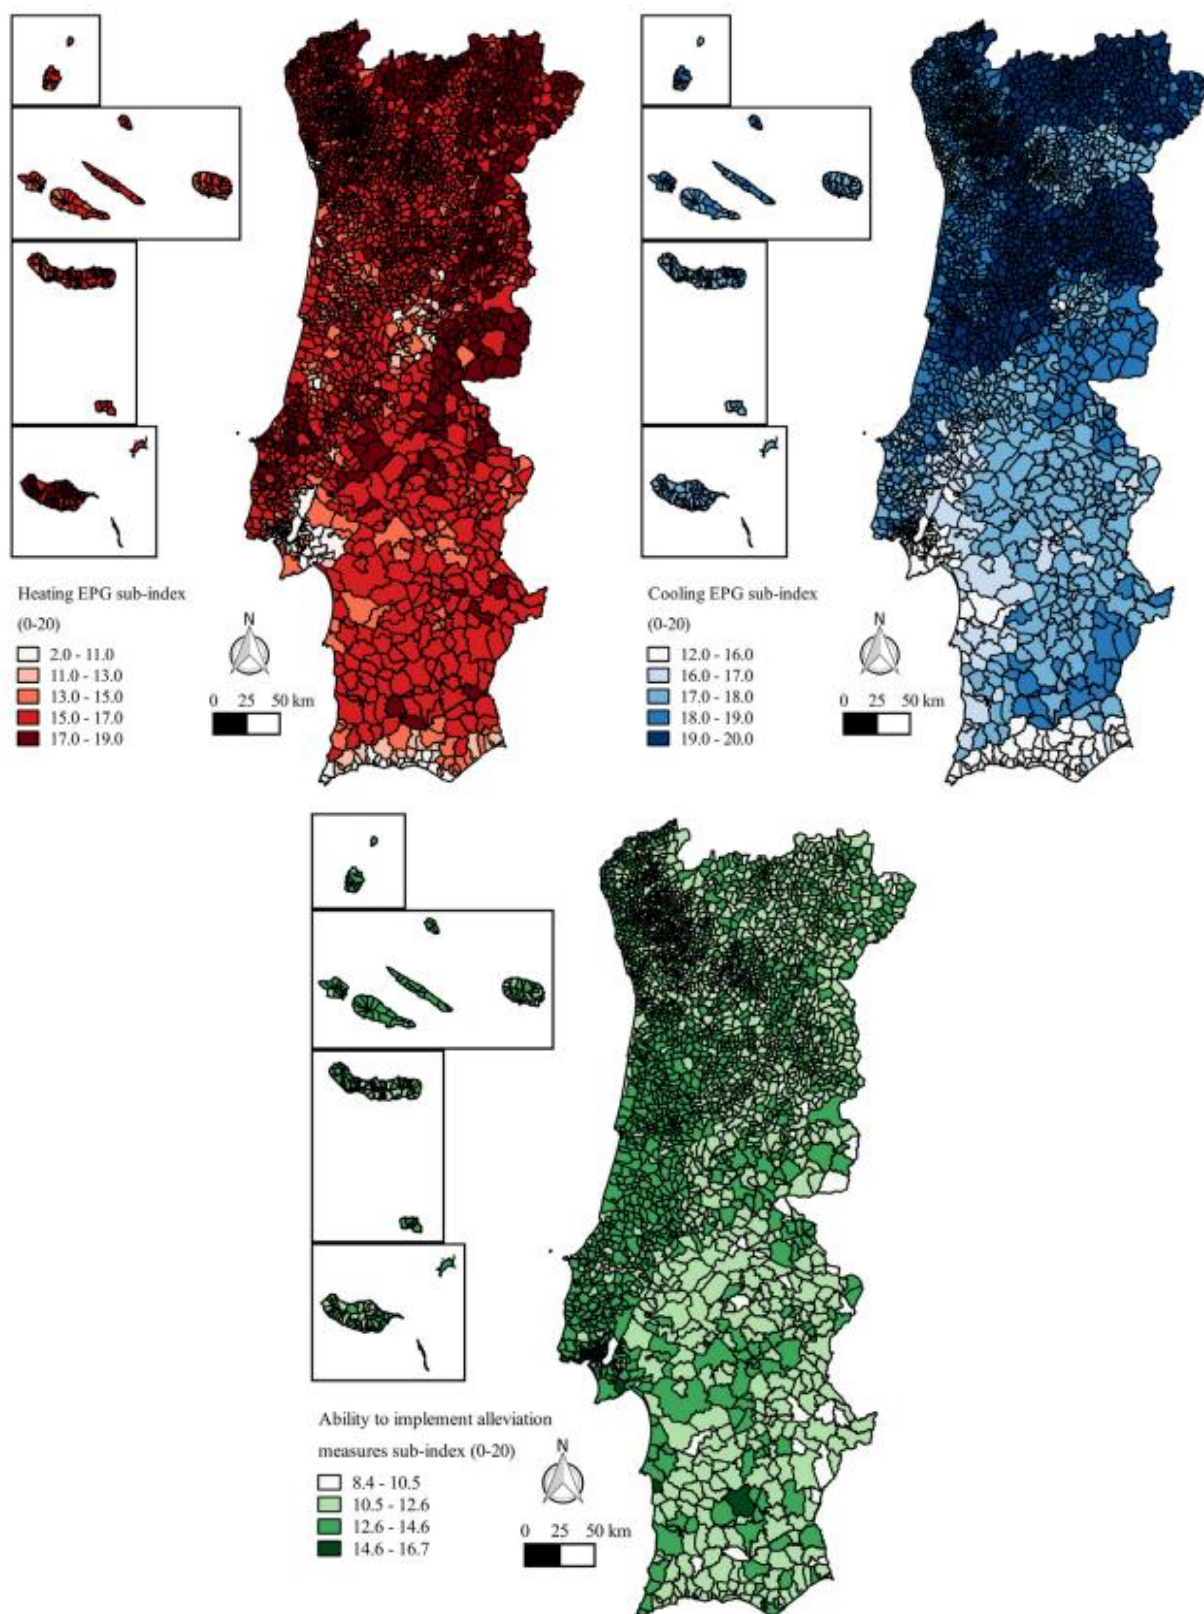 Heating EPG sub-index
(0-20)
2.0 - 11.0
11.0 - 13.0
13.0 - 15.0
15.0 - 17.0
17.0 - 19.0
N
0 25 50 km
Cooling EPG sub-index
(0-20)
12.0 - 16.0
16.0 - 17.0
17.0 - 18.0
18.0 - 19.0
19.0 - 20.0
N
0 25 50 km
Ability to implement alleviation
measures sub-index (0-20)
8.4 - 10.5
10.5 - 12.6
12.6 - 14.6
14.6 - 16.7
N
0 25 50 km